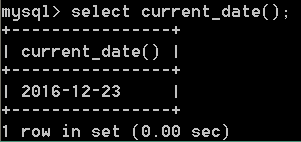 mysql> select current_date();
+----------------+
| current_date() |
+----------------+
| 2016-12-23     |
+----------------+
1 row in set (0.00 sec)